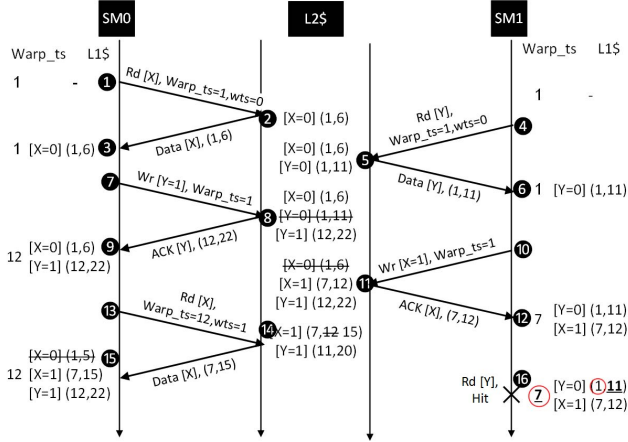 SM0 L2$ SM1
Warp_ts L1$ Warp_ts L1$
1 - 1 Rd [X], Warp_ts=1,wts=0
1 -
2 [X=0] (1,6)
Rd [Y],
Warp_ts=1,wts=0 4
1 [X=0] (1,6) 3 Data [X], (1,6)
[X=0] (1,6)
5 [Y=0] (1,11)
7 Wr [Y=1], Warp_ts=1
Data [Y], (1,11) 6 1 [Y=0] (1,11)
[X=0] (1,6)
8 [Y=0] (1,11)
[Y=1] (12,22)
12 [X=0] (1,6) 9 ACK [Y], (12,22)
[Y=1] (12,22)
Wr [X=1], Warp_ts=1 10
[X=0] (1,6)
[X=1] (7,12) 11
[Y=1] (12,22)
13 Rd [X],
Warp_ts=12,wts=1
ACK [X], (7,12) 12 7 [Y=0] (1,11)
[X=1] (7,12)
14 [X=1] (7,12 15)
[Y=1] (11,20)
[X=0] (1,5) 15
12 [X=1] (7,15) Data [X], (7,15)
[Y=1] (12,22)
Rd [Y],
Hit 16 7 [Y=0] (1,11)
[X=1] (7,12)